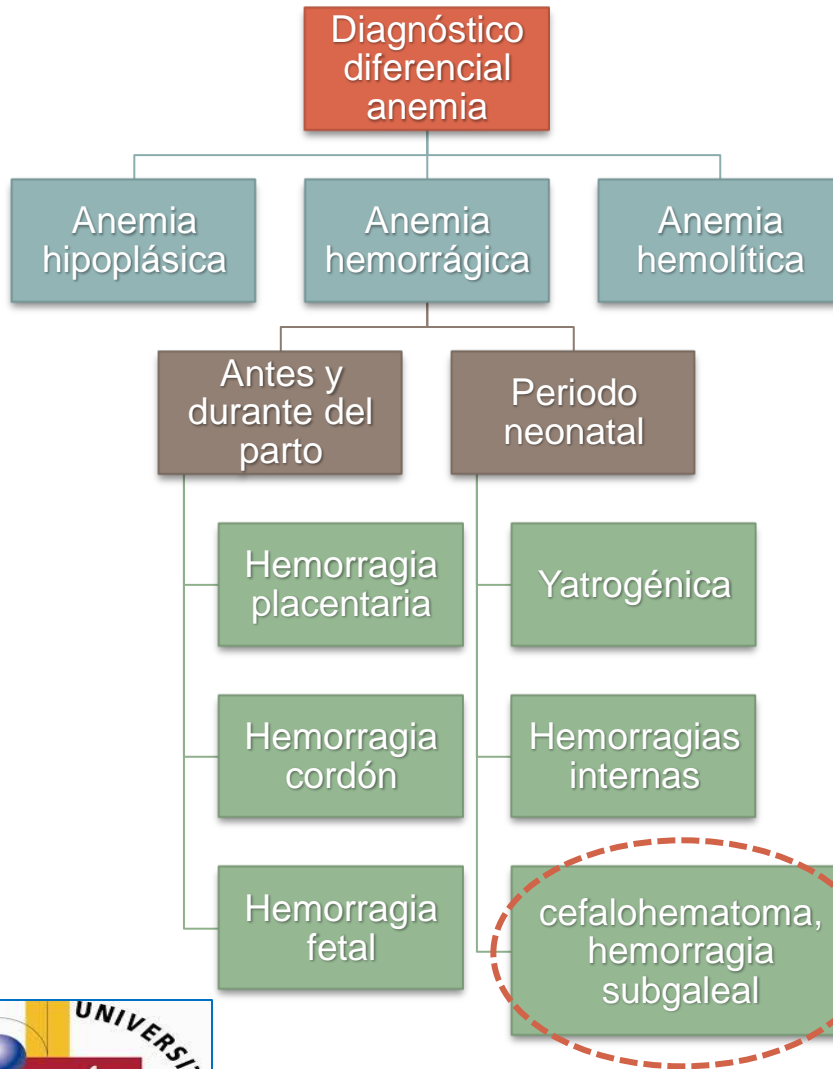 Diagnóstico
diferencial
anemia
Anemia
hipoplásica
Anemia
hemorrágica
Anemia
hemolítica
Antes y
durante del
parto
Periodo
neonatal
Hemorragia
placentaria
Yatrogénica
Hemorragia
cordón
Hemorragias
internas
Hemorragia
fetal
cefalohematoma,
hemorragia
subgaleal
UNIVERSIT